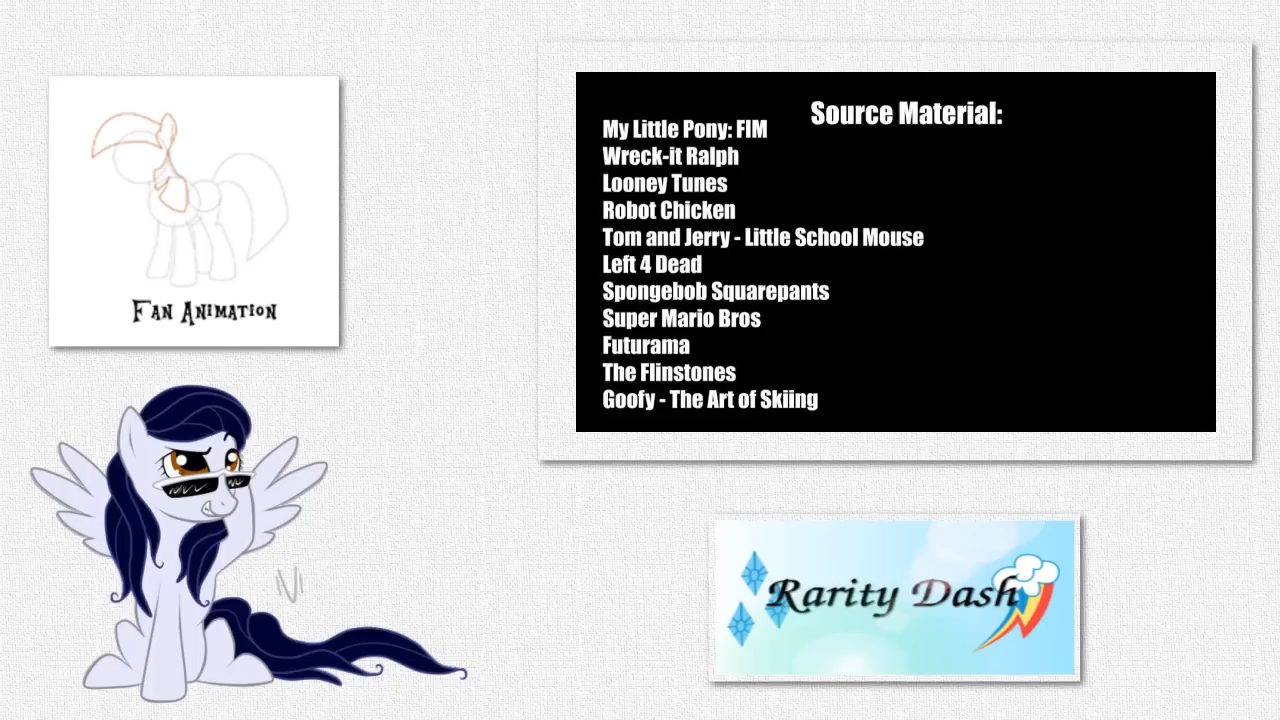 Source Material:
My Little Pony: FIM
Wreck-it Ralph
Looney Tunes
Robot Chicken
Tom and Jerry - Little School Mouse
Left 4 Dead
Spongebob Squarepants
Super Mario Bros
Futurama
The Flinstones
Goofy - The Art of Skiing
Fan Animation
Rarity Dash